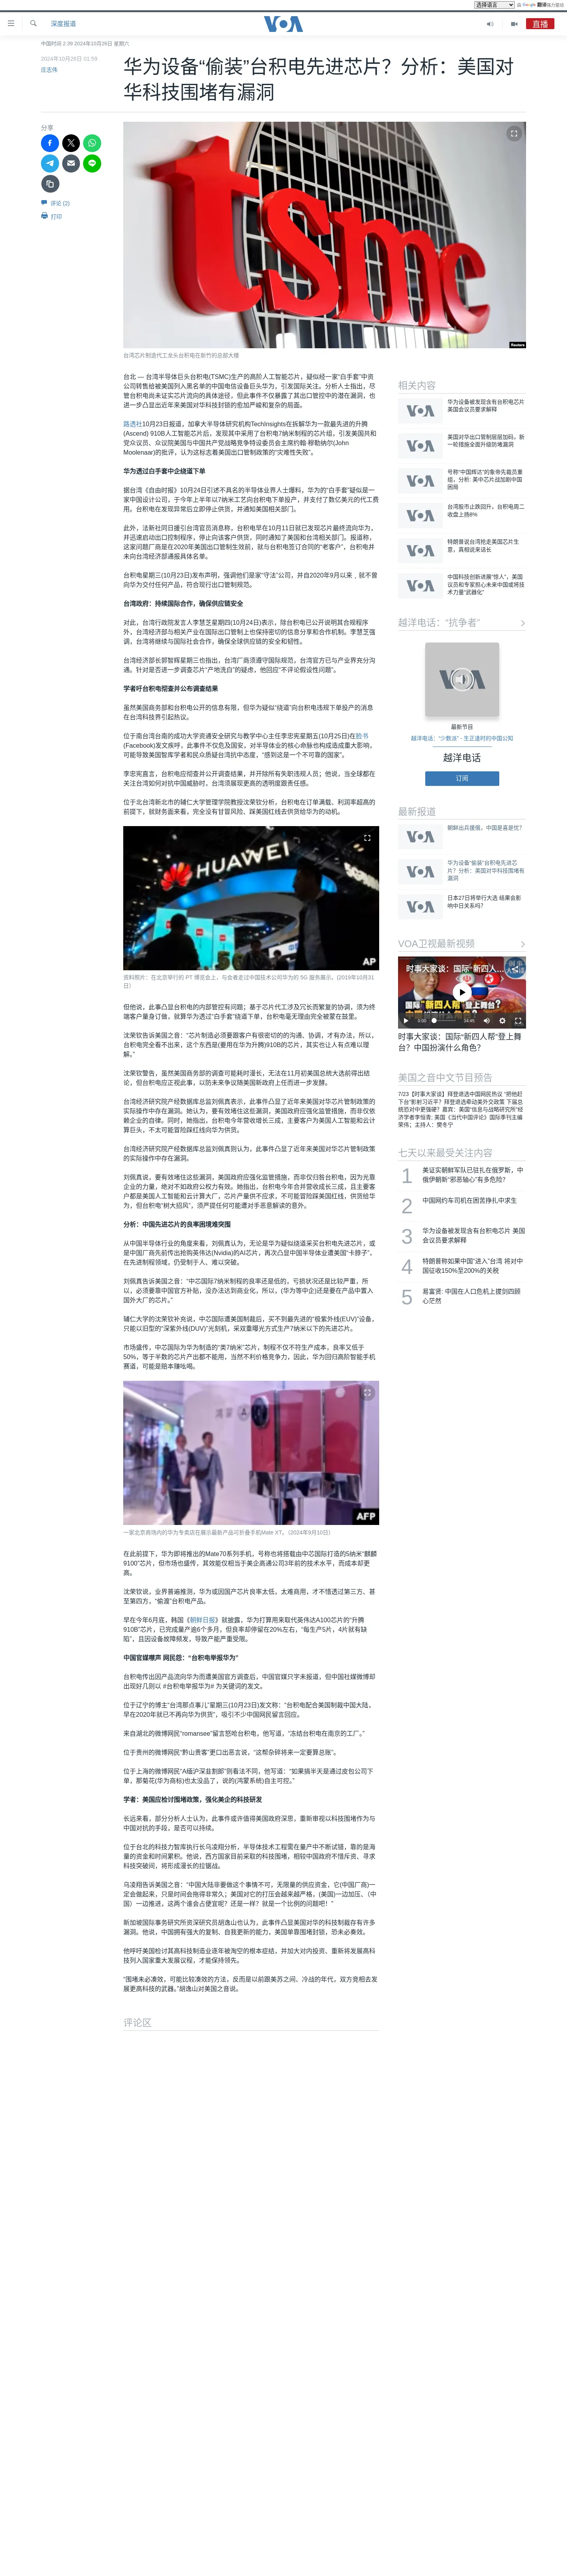 选择语言
由 Google 翻译强力驱动
深度报道
VOA
直播
中国时间 2:39 2024年10月26日 星期六
2024年10月26日 01:59
庄志伟
华为设备“偷装”台积电先进芯片？分析：美国对
华科技围堵有漏洞
分享
评论 (2)
打印
tsmc
Reuters
台湾芯片制造代工龙头台积电在新竹的总部大楼
台北 — 台湾半导体巨头台积电(TSMC)生产的高阶人工智能芯片，疑似经一家“白手套”中资
公司转售给被美国列入黑名单的中国电信设备巨头华为，引发国际关注。分析人士指出，尽
管台积电尚未证实芯片流向的具体途径，但此事件不仅暴露了其出口管控中的潜在漏洞，也
进一步凸显出近年来美国对华科技封锁的愈加严峻和复杂的局面。
路透社10月23日报道，加拿大半导体研究机构TechInsights在拆解华为一款最先进的升腾
(Ascend) 910B人工智能芯片后，发现其中采用了台积电7纳米制程的芯片组，引发美国共和
党众议员、众议院美国与中国共产党战略竞争特设委员会主席约翰·穆勒纳尔(John
Moolenaar)的批评，认为这标志着美国出口管制政策的“灾难性失败”。
华为透过白手套中企绕道下单
据台湾《自由时报》10月24日引述不具名的半导体业界人士爆料，华为的“白手套”疑似是一
家中国设计公司，于今年上半年以7纳米工艺向台积电下单投产，并支付了数亿美元的代工费
用。台积电在发现异常后立即停止供货，并通知美国相关部门。
此外，法新社同日援引台湾官员消息称，台积电早在10月11日就已发现芯片最终流向华为，
并迅速启动出口控制程序，停止向该客户供货，同时通知了美国和台湾相关部门。报道称，
这家问题厂商是在2020年美国出口管制生效前，就与台积电签订合同的“老客户”，台积电并
未向台湾经济部通报具体名单。
台积电星期三(10月23日)发布声明，强调他们是家“守法”公司，并自2020年9月以来 ，就不曾
向华为交付任何产品，符合现行出口管制规范。
台湾政府：持续国际合作，确保供应链安全
对此，台湾行政院发言人李慧芝星期四(10月24日)表示，除台积电已公开说明其合规程序
外，台湾经济部与相关产业在国际出口管制上也保持密切的信息分享和合作机制。李慧芝强
调，台湾将继续与国际社会合作，确保全球供应链的安全和韧性。
台湾经济部长郭智辉星期三也指出，台湾厂商须遵守国际规范，台湾官方已与产业界充分沟
通。针对是否进一步调查芯片“产地洗白”的疑虑，他回应“不评论假设性问题”。
学者吁台积电彻查并公布调查结果
虽然美国商务部和台积电公开的信息有限，但华为疑似“绕道”向台积电违规下单投产的消息
在台湾科技界引起热议。
位于南台湾台南的成功大学资通安全研究与教学中心主任李忠宪星期五(10月25日)在脸书
(Facebook)发文疾呼，此事件不仅危及国安，对半导体业的核心命脉也构成造成重大影响，
可能导致美国智库学者和民众质疑台湾抗中态度，“感到这是一个不可靠的国家”。
李忠宪直言，台积电应彻查并公开调查结果，并开除所有失职违规人员；他说，当全球都在
关注台湾如何对抗中国威胁时，台湾须展现更高的透明度跟责任感。
位于台北台湾新北市的辅仁大学管理学院教授沈荣钦分析，台积电在订单满载、利润率超高的
前提下，就财务面来看，完全没有甘冒风险、踩美国红线去供货给华为的动机。
HUAWEI
AP
资料照片：在北京举行的 PT 博览会上，与会者走过中国技术公司华为的 5G 服务展示。(2019年10月31
日）
但他说，此事凸显台积电的内部管控有问题；基于芯片代工涉及冗长而繁复的协调，须为终
端客户量身订做，就算华为透过“白手套”绕道下单，台积电毫无理由完全被蒙在鼓里。
沈荣钦告诉美国之音：“芯片制造必须要跟客户有很密切的的沟通、协调，才有办法，所以，
台积电完全看不出来，这个东西是(要用在华为升腾)910B的芯片，其实也让人有点难以理
解。”
沈荣钦警告，虽然美国商务部的调查可能耗时漫长，无法在11月初美国总统大选前得出结
论，但台积电应正视此事，以防未来争议随美国新政府上任而进一步发酵。
台湾经济研究院产经数据库总监刘佩真表示，此事件凸显了近年来美国对华芯片管制政策的
实际操作中存在漏洞。她认为，要有效堵住这些漏洞，美国政府应强化监管措施，而非仅依
赖企业的自律。同时，她指出，台积电今年营收增长三成，主要客户为美国人工智能和云计
算巨头，不太可能冒险踩红线向华为供货。
台湾经济研究院产经数据库总监刘佩真则认为，此事件凸显了近年来美国对华芯片管制政策
的实际操作中存在漏洞。
刘佩真说，要有效堵住这些漏洞，美国政府应强化监管措施，而非仅归咎台积电，因为光靠
企业的力量，绝对不如政府公权力有效。她还说，台积电今年合并营收成长三成，且主要客
户都是美国人工智能和云计算大厂，芯片产量供不应求，不可能冒险踩美国红线，供货给华
为，但台积电“树大招风”，须严谨任何可能遭对手恶意解读的意外。
分析：中国先进芯片的良率困境难突围
从中国半导体行业的角度来看，刘佩真认为，无论是华为疑似绕道买进台积电先进芯片，或
是中国厂商先前传出抢购英伟达(Nvidia)的AI芯片，再次凸显中国半导体业遭美国“卡脖子”，
在先进制程领域，仍受制于人、难以突破。
刘佩真告诉美国之音：“中芯国际7纳米制程的良率还是低的，亏损状况还是比较严重，所
以，必须要靠中国官方补贴，没办法达到商业化，所以，(华为等中企)还是要在产品中置入
国外大厂的芯片。”
辅仁大学的沈荣钦补充说，中芯国际遭美国制裁后，买不到最先进的“极紫外线(EUV)”设备，
只能以旧型的“深紫外线(DUV)”光刻机，采双重曝光方式生产7纳米以下的先进芯片。
市场盛传，中芯国际为华为制造的“类7纳米”芯片，制程不仅不符生产成本，良率又低于
50%，等于半数的芯片产出都不能用，当然不利价格竞争力，因此，华为回归高阶智能手机
赛道，可能是赔本赚吆喝。
AFP
一家北京商场内的华为专卖店在展示最新产品可折叠手机Mate XT。（2024年9月10日）
在此前提下，华为即将推出的Mate70系列手机，号称也将搭载由中芯国际打造的5纳米“麒麟
9100”芯片，但市场也盛传，其效能仅相当于美企高通公司3年前的技术水平，而成本却更
高。
沈荣钦说，业界普遍推测，华为或因国产芯片良率太低，太难商用，才不惜透过第三方、甚
至第四方，“偷渡”台积电产品。
早在今年6月底，韩国《朝鲜日报》就披露，华为打算用来取代英伟达A100芯片的“升腾
910B”芯片，已完成量产逾6个多月，但良率却停留在20%左右，“每生产5片，4片就有缺
陷”，且因设备故障频发，导致产能严重受限。
中国官媒噤声 网民怨：“台积电举报华为”
台积电传出因产品流向华为而遭美国官方调查后，中国官媒只字未报道，但中国社媒微博却
出现好几则以 #台积电举报华为# 为关键词的发文。
位于辽宁的博主“台湾那点事儿”星期三(10月23日)发文称：“台积电配合美国制裁中国大陆，
早在2020年就已不再向华为供货”，吸引不少中国网民留言回应。
来自湖北的微博网民“romansee”留言怒呛台积电，他写道，“冻结台积电在南京的工厂。”
位于贵州的微博网民“黔山贵客”更口出恶言说，“这帮杂碎将来一定要算总账”。
位于上海的微博网民“A癌沪深韭割那”则看法不同，他写道：“如果搞半天是通过皮包公司下
单，那菊花(华为商标)也太没品了，说的(鸿蒙系统)自主可控。”
学者：美国应检讨围堵政策，强化美企的科技研发
长远来看，部分分析人士认为，此事件或许值得美国政府深思，重新审视以科技围堵作为与
中国对抗的手段，是否可以持续。
位于台北的科技力智库执行长乌凌翔分析，半导体技术工程需在量产中不断试错，靠的是海
量的资金和时间累积。他说，西方国家目前采取的科技围堵，相较中国政府不惜斥资、寻求
科技突破间，将形成漫长的拉锯战。
乌凌翔告诉美国之音：“中国大陆非要做这个事情不可，无限量的供应资金，它(中国厂商)一
定会做起来，只是时间会拖得非常久；美国对它的打压会越来越严格，(美国)一边加压、（中
国）一边推进，这两个谁会占便宜呢？还是一样？就是一个比例的问题吧！”
新加坡国际事务研究所资深研究员胡逸山也认为，此事件凸显美国对华的科技制裁存有许多
漏洞。他说，中国拥有强大的复制、自我更新的能力，美国单靠围堵封锁，恐未必奏效。
他呼吁美国检讨其高科技制造业逐年被淘空的根本症结，并加大对内投资、重新将发展高科
技列入国家重大发展议程，才能保持领先。
“围堵未必凑效，可能比较凑效的方法，反而是以前跟美苏之间、冷战的年代，双方竞相去发
展更高科技的武器。”胡逸山对美国之音说。
评论区
相关内容
华为设备被发现含有台积电芯片 美国会议员要求解释
美国对华出口管制层层加码，新一轮措施全面升级防堵漏洞
号称“中国辉达”的象帝先裁员重组，分析: 美中芯片战加剧中国困局
台湾股市止跌回升，台积电周二收盘上扬8%
特朗普说台湾抢走美国芯片生意，真相说来话长
中国科技创新进展“惊人”，美国议员和专家担心未来中国或将技术力量“武器化”
越洋电话：“抗争者”
最新节目
越洋电话：“少数派” - 生正逢时的中国公知
越洋电话
订阅
最新报道
朝鲜出兵援俄，中国是喜是忧?
华为设备“偷装”台积电先进芯片？分析：美国对华科技围堵有漏洞
日本27日将举行大选 结果会影响中日关系吗?
VOA卫视最新视频
时事大家谈：国际“新四人…
国际“新四人帮”登上舞台？
中国扮演什么角色？
0:00
34:45
时事大家谈：国际“新四人帮”登上舞台？中国扮演什么角色？
美国之音中文节目预告
7/23【时事大家谈】拜登退选中国网民热议 “把他赶下台”影射习近平？拜登退选牵动美外交政策 下届总统恐对中更强硬？嘉宾：美国“信息与战略研究所”经济学者李恒青; 美国《当代中国评论》国际季刊主编荣伟；主持人：樊冬宁
七天以来最受关注内容
1 美证实朝鲜军队已驻扎在俄罗斯，中俄伊朝新“邪恶轴心”有多危险?
2 中国网约车司机在困苦挣扎中求生
3 华为设备被发现含有台积电芯片 美国会议员要求解释
4 特朗普称如果中国“进入”台湾 将对中国征收150%至200%的关税
5 易富贤: 中国在人口危机上拔剑四顾心茫然